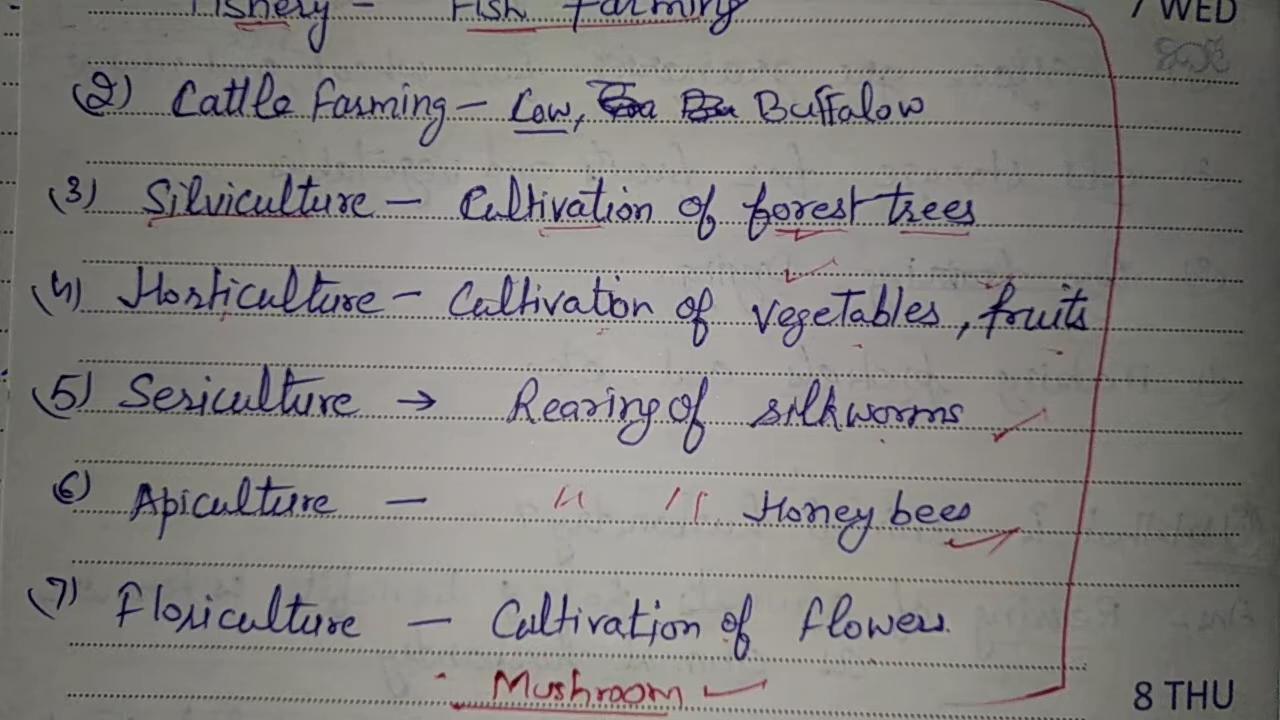 Fishery - Fish Farming
7 WED
(2) Cattle Farming - Cow, Buffalow
(3) Silviculture - Cultivation of forest trees
(4) Horticulture - Cultivation of vegetables, fruits
(5) Sericulture → Rearing of silkworms
6) Apiculture - " " Honey bees
(7) Floriculture - Cultivation of flowers.
Mushroom
8 THU